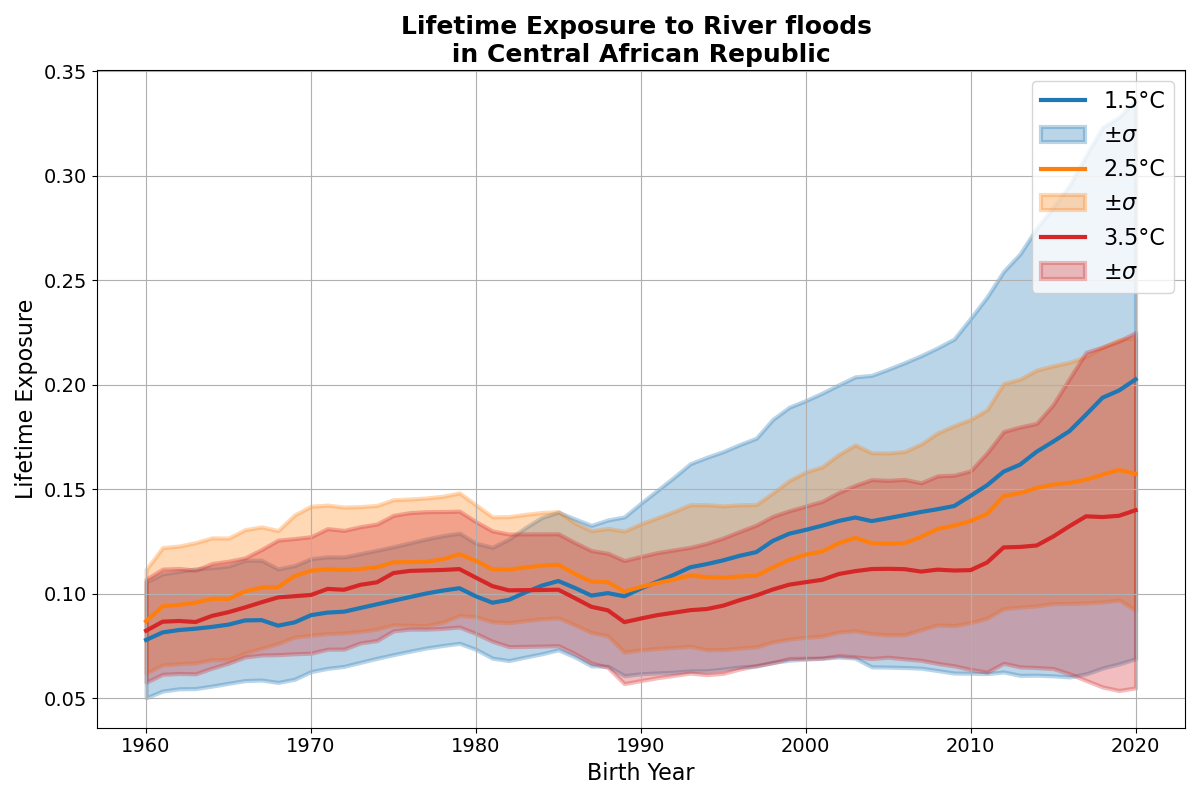 Lifetime Exposure to River floods
in Central African Republic
0.35
0.30
0.25
0.20
0.15
0.10
0.05
Lifetime Exposure
1960
1970
1980
1990
2000
2010
2020
Birth Year
1.5°C
±σ
2.5°C
±σ
3.5°C
±σ